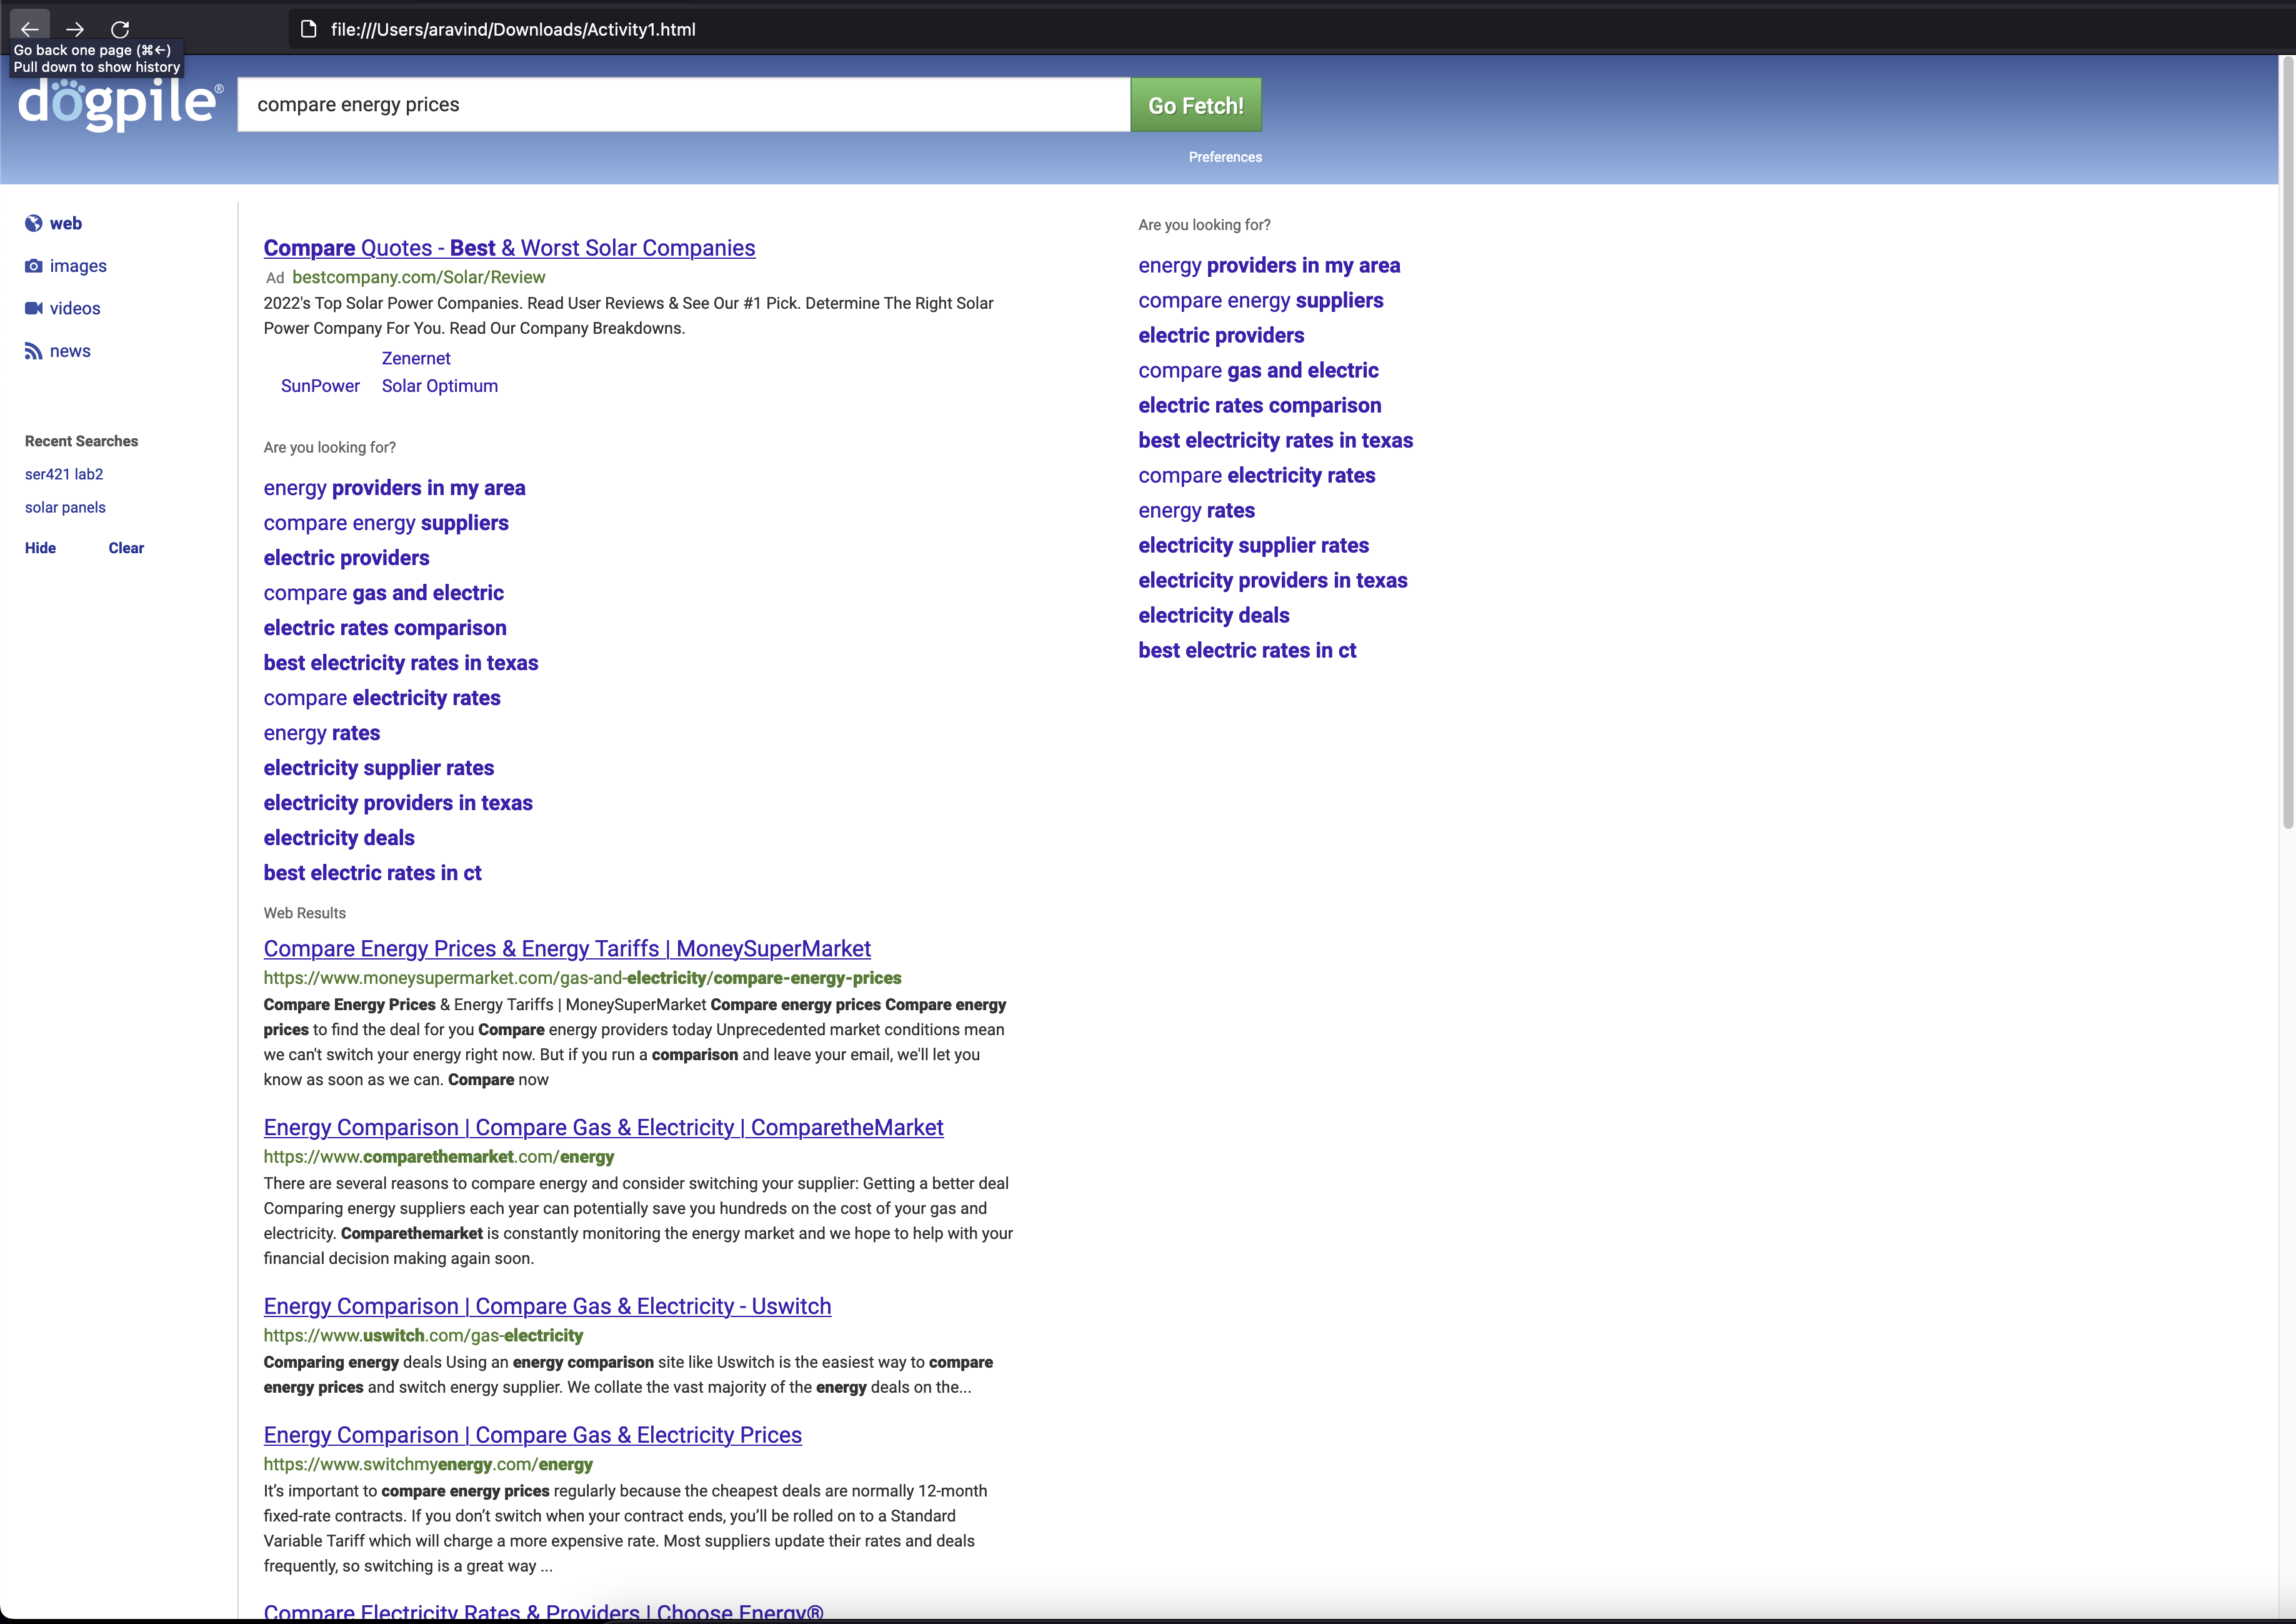 file:///Users/aravind/Downloads/Activity1.html
Go back one page (⌘←)
Pull down to show history
dogpile®
compare energy prices
Go Fetch!
Preferences
web
images
videos
news
Recent Searches
ser421 lab2
solar panels
Hide Clear
Compare Quotes - Best & Worst Solar Companies
Ad bestcompany.com/Solar/Review
2022's Top Solar Power Companies. Read User Reviews & See Our #1 Pick. Determine The Right Solar
Power Company For You. Read Our Company Breakdowns.
Zenernet
SunPower Solar Optimum
Are you looking for?
energy providers in my area
compare energy suppliers
electric providers
compare gas and electric
electric rates comparison
best electricity rates in texas
compare electricity rates
energy rates
electricity supplier rates
electricity providers in texas
electricity deals
best electric rates in ct
Web Results
Compare Energy Prices & Energy Tariffs | MoneySuperMarket
https://www.moneysupermarket.com/gas-and-electricity/compare-energy-prices
Compare Energy Prices & Energy Tariffs | MoneySuperMarket Compare energy prices Compare energy
prices to find the deal for you Compare energy providers today Unprecedented market conditions mean
we can't switch your energy right now. But if you run a comparison and leave your email, we'll let you
know as soon as we can. Compare now
Energy Comparison | Compare Gas & Electricity | ComparetheMarket
https://www.comparethemarket.com/energy
There are several reasons to compare energy and consider switching your supplier: Getting a better deal
Comparing energy suppliers each year can potentially save you hundreds on the cost of your gas and
electricity. Comparethemarket is constantly monitoring the energy market and we hope to help with your
financial decision making again soon.
Energy Comparison | Compare Gas & Electricity - Uswitch
https://www.uswitch.com/gas-electricity
Comparing energy deals Using an energy comparison site like Uswitch is the easiest way to compare
energy prices and switch energy supplier. We collate the vast majority of the energy deals on the...
Energy Comparison | Compare Gas & Electricity Prices
https://www.switchmyenergy.com/energy
It's important to compare energy prices regularly because the cheapest deals are normally 12-month
fixed-rate contracts. If you don’t switch when your contract ends, you’ll be rolled on to a Standard
Variable Tariff which will charge a more expensive rate. Most suppliers update their rates and deals
frequently, so switching is a great way ...
Compare Electricity Rates & Providers | Choose Energy®
Are you looking for?
energy providers in my area
compare energy suppliers
electric providers
compare gas and electric
electric rates comparison
best electricity rates in texas
compare electricity rates
energy rates
electricity supplier rates
electricity providers in texas
electricity deals
best electric rates in ct